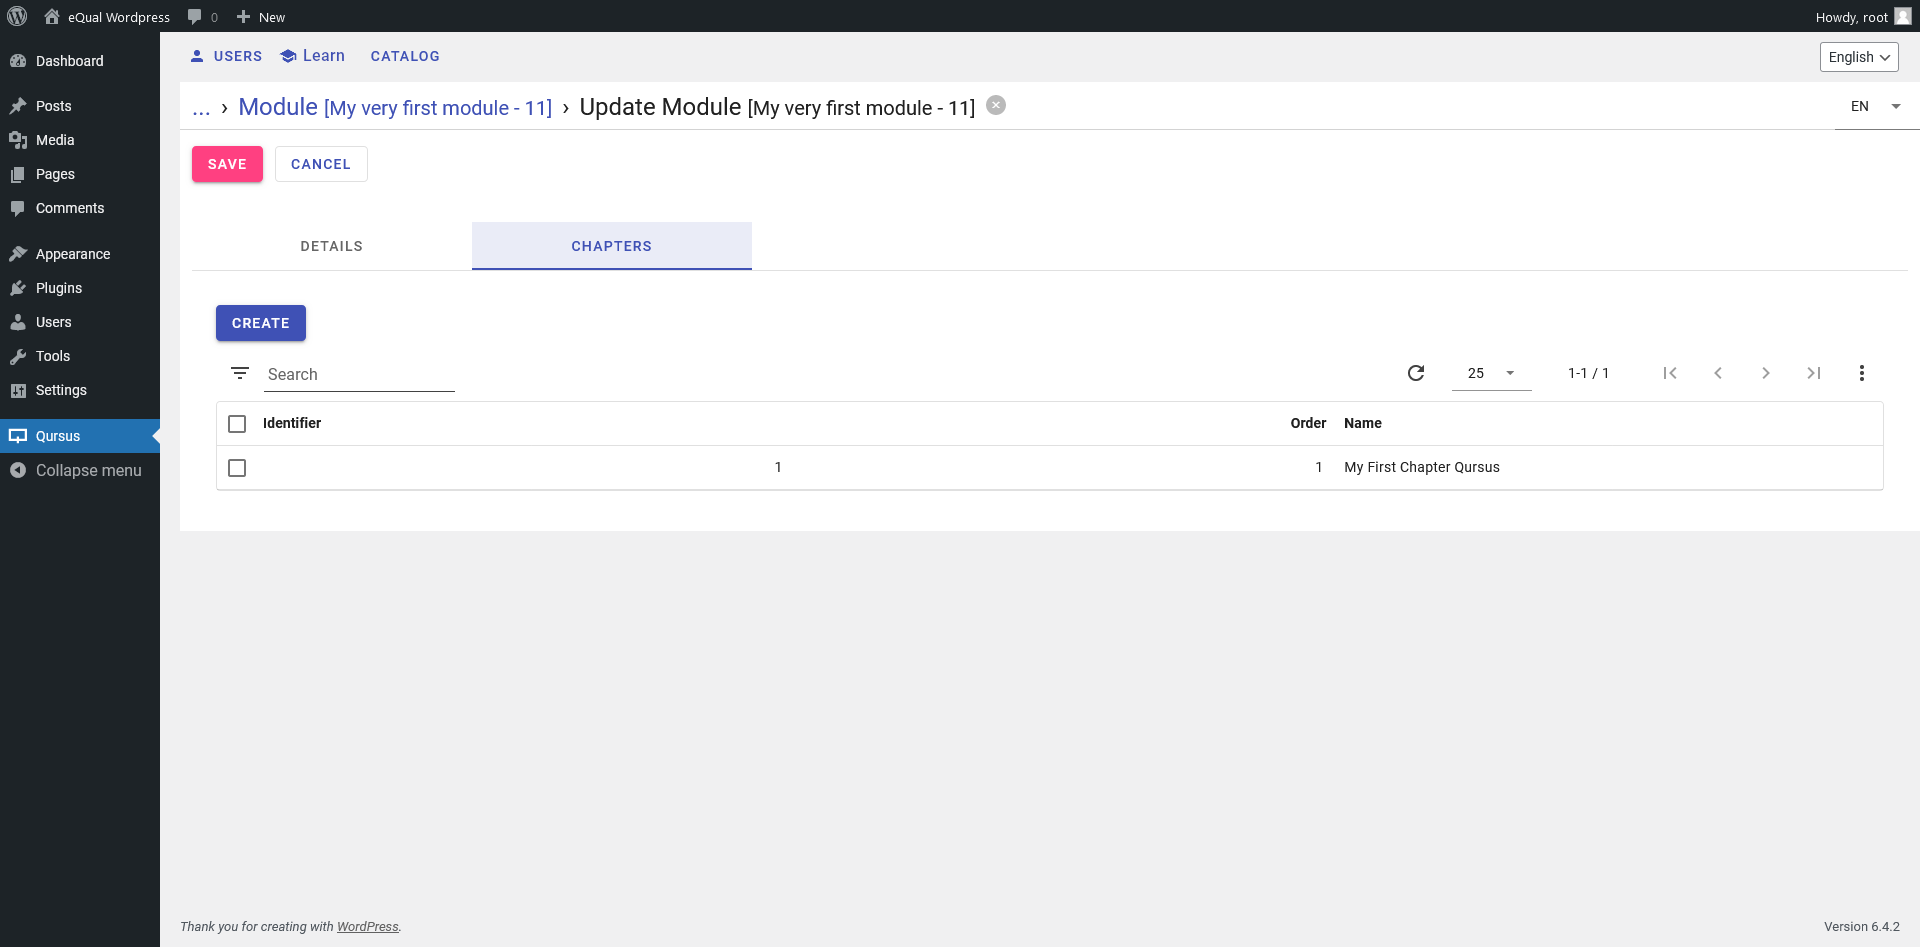 eQual Wordpress 0 New Howdy, root
Dashboard
Posts
Media
Pages
Comments
Appearance
Plugins
Users
Tools
Settings
Qursus
Collapse menu
USERS Learn CATALOG English
... › Module [My very first module - 11] › Update Module [My very first module - 11] EN
SAVE CANCEL
DETAILS CHAPTERS
CREATE
Search 25 1-1 / 1
Identifier Order Name
1 1 My First Chapter Qursus
Thank you for creating with WordPress. Version 6.4.2